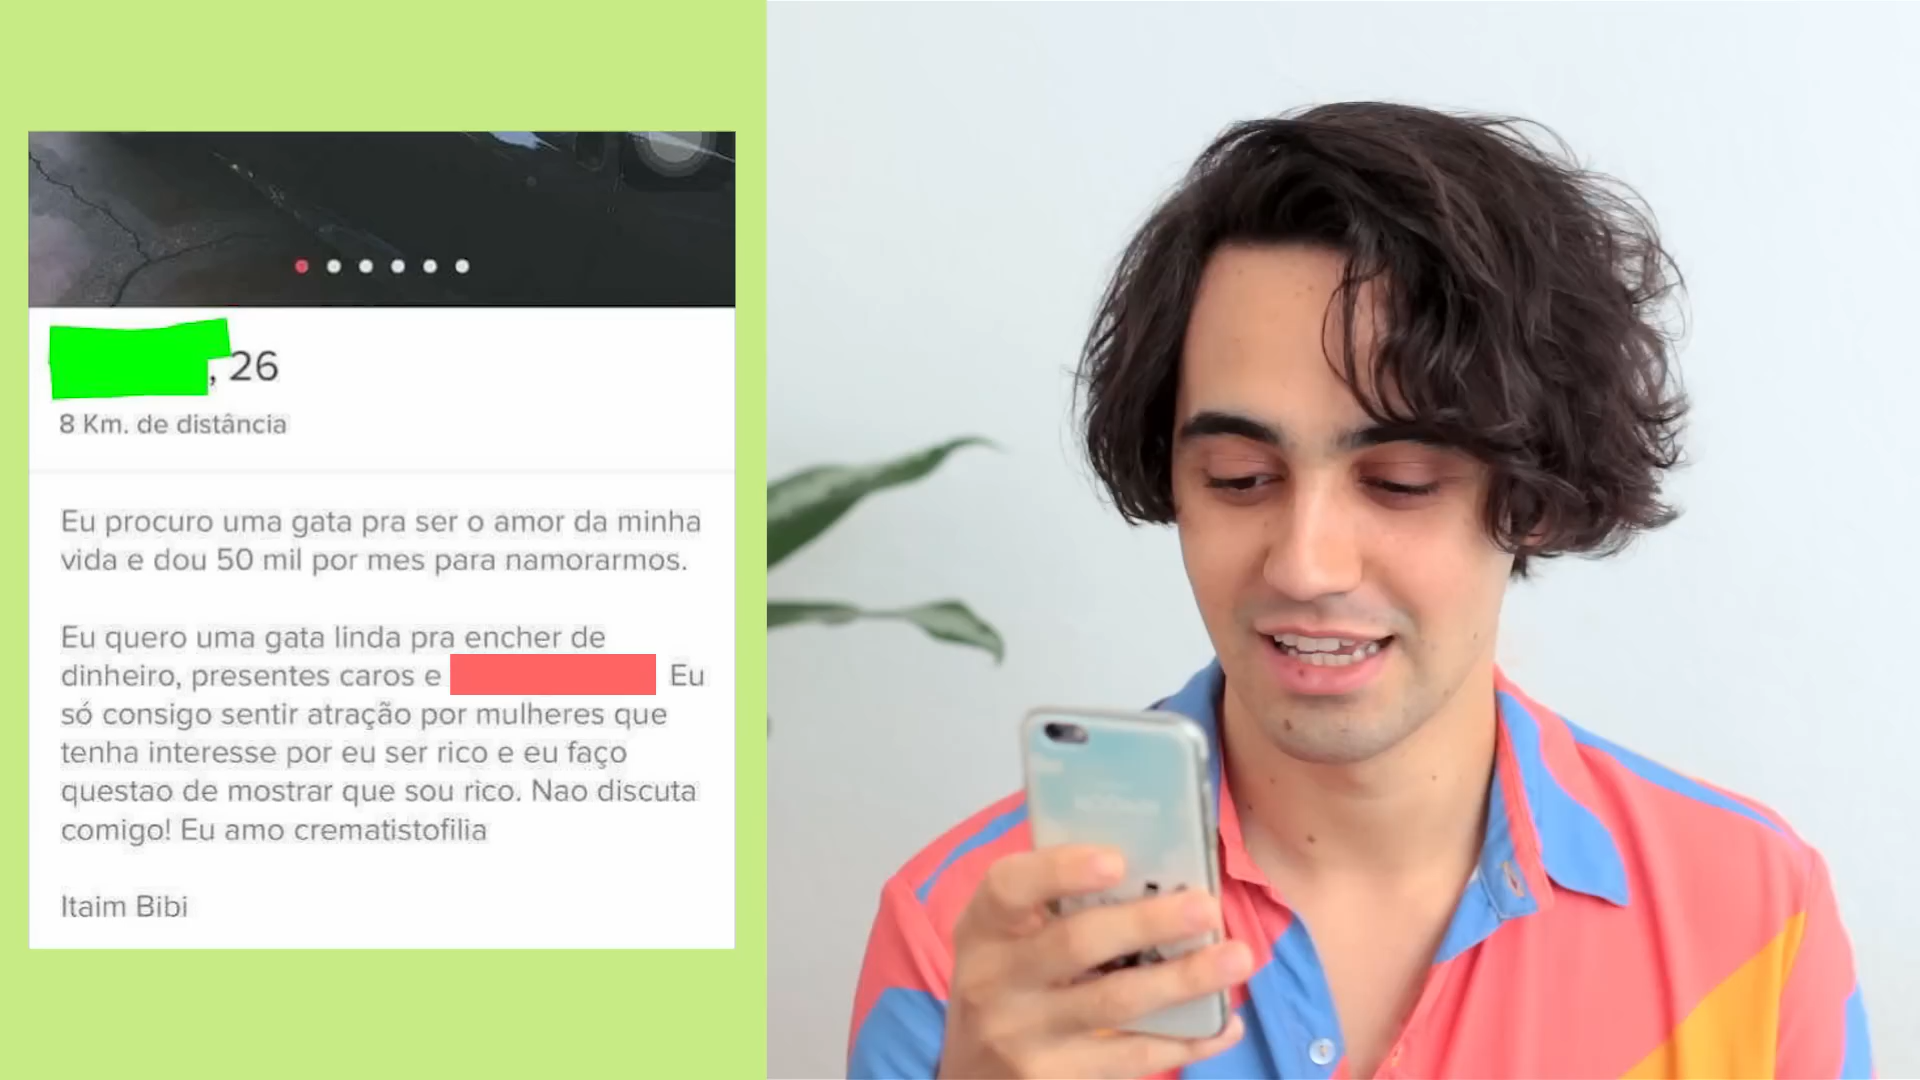 , 26
8 Km. de distância
Eu procuro uma gata pra ser o amor da minha
vida e dou 50 mil por mes para namorarmos.
Eu quero uma gata linda pra encher de
dinheiro, presentes caros e Eu
só consigo sentir atração por mulheres que
tenha interesse por eu ser rico e eu faço
questao de mostrar que sou rico. Nao discuta
comigo! Eu amo crematistofilia
Itaim Bibi